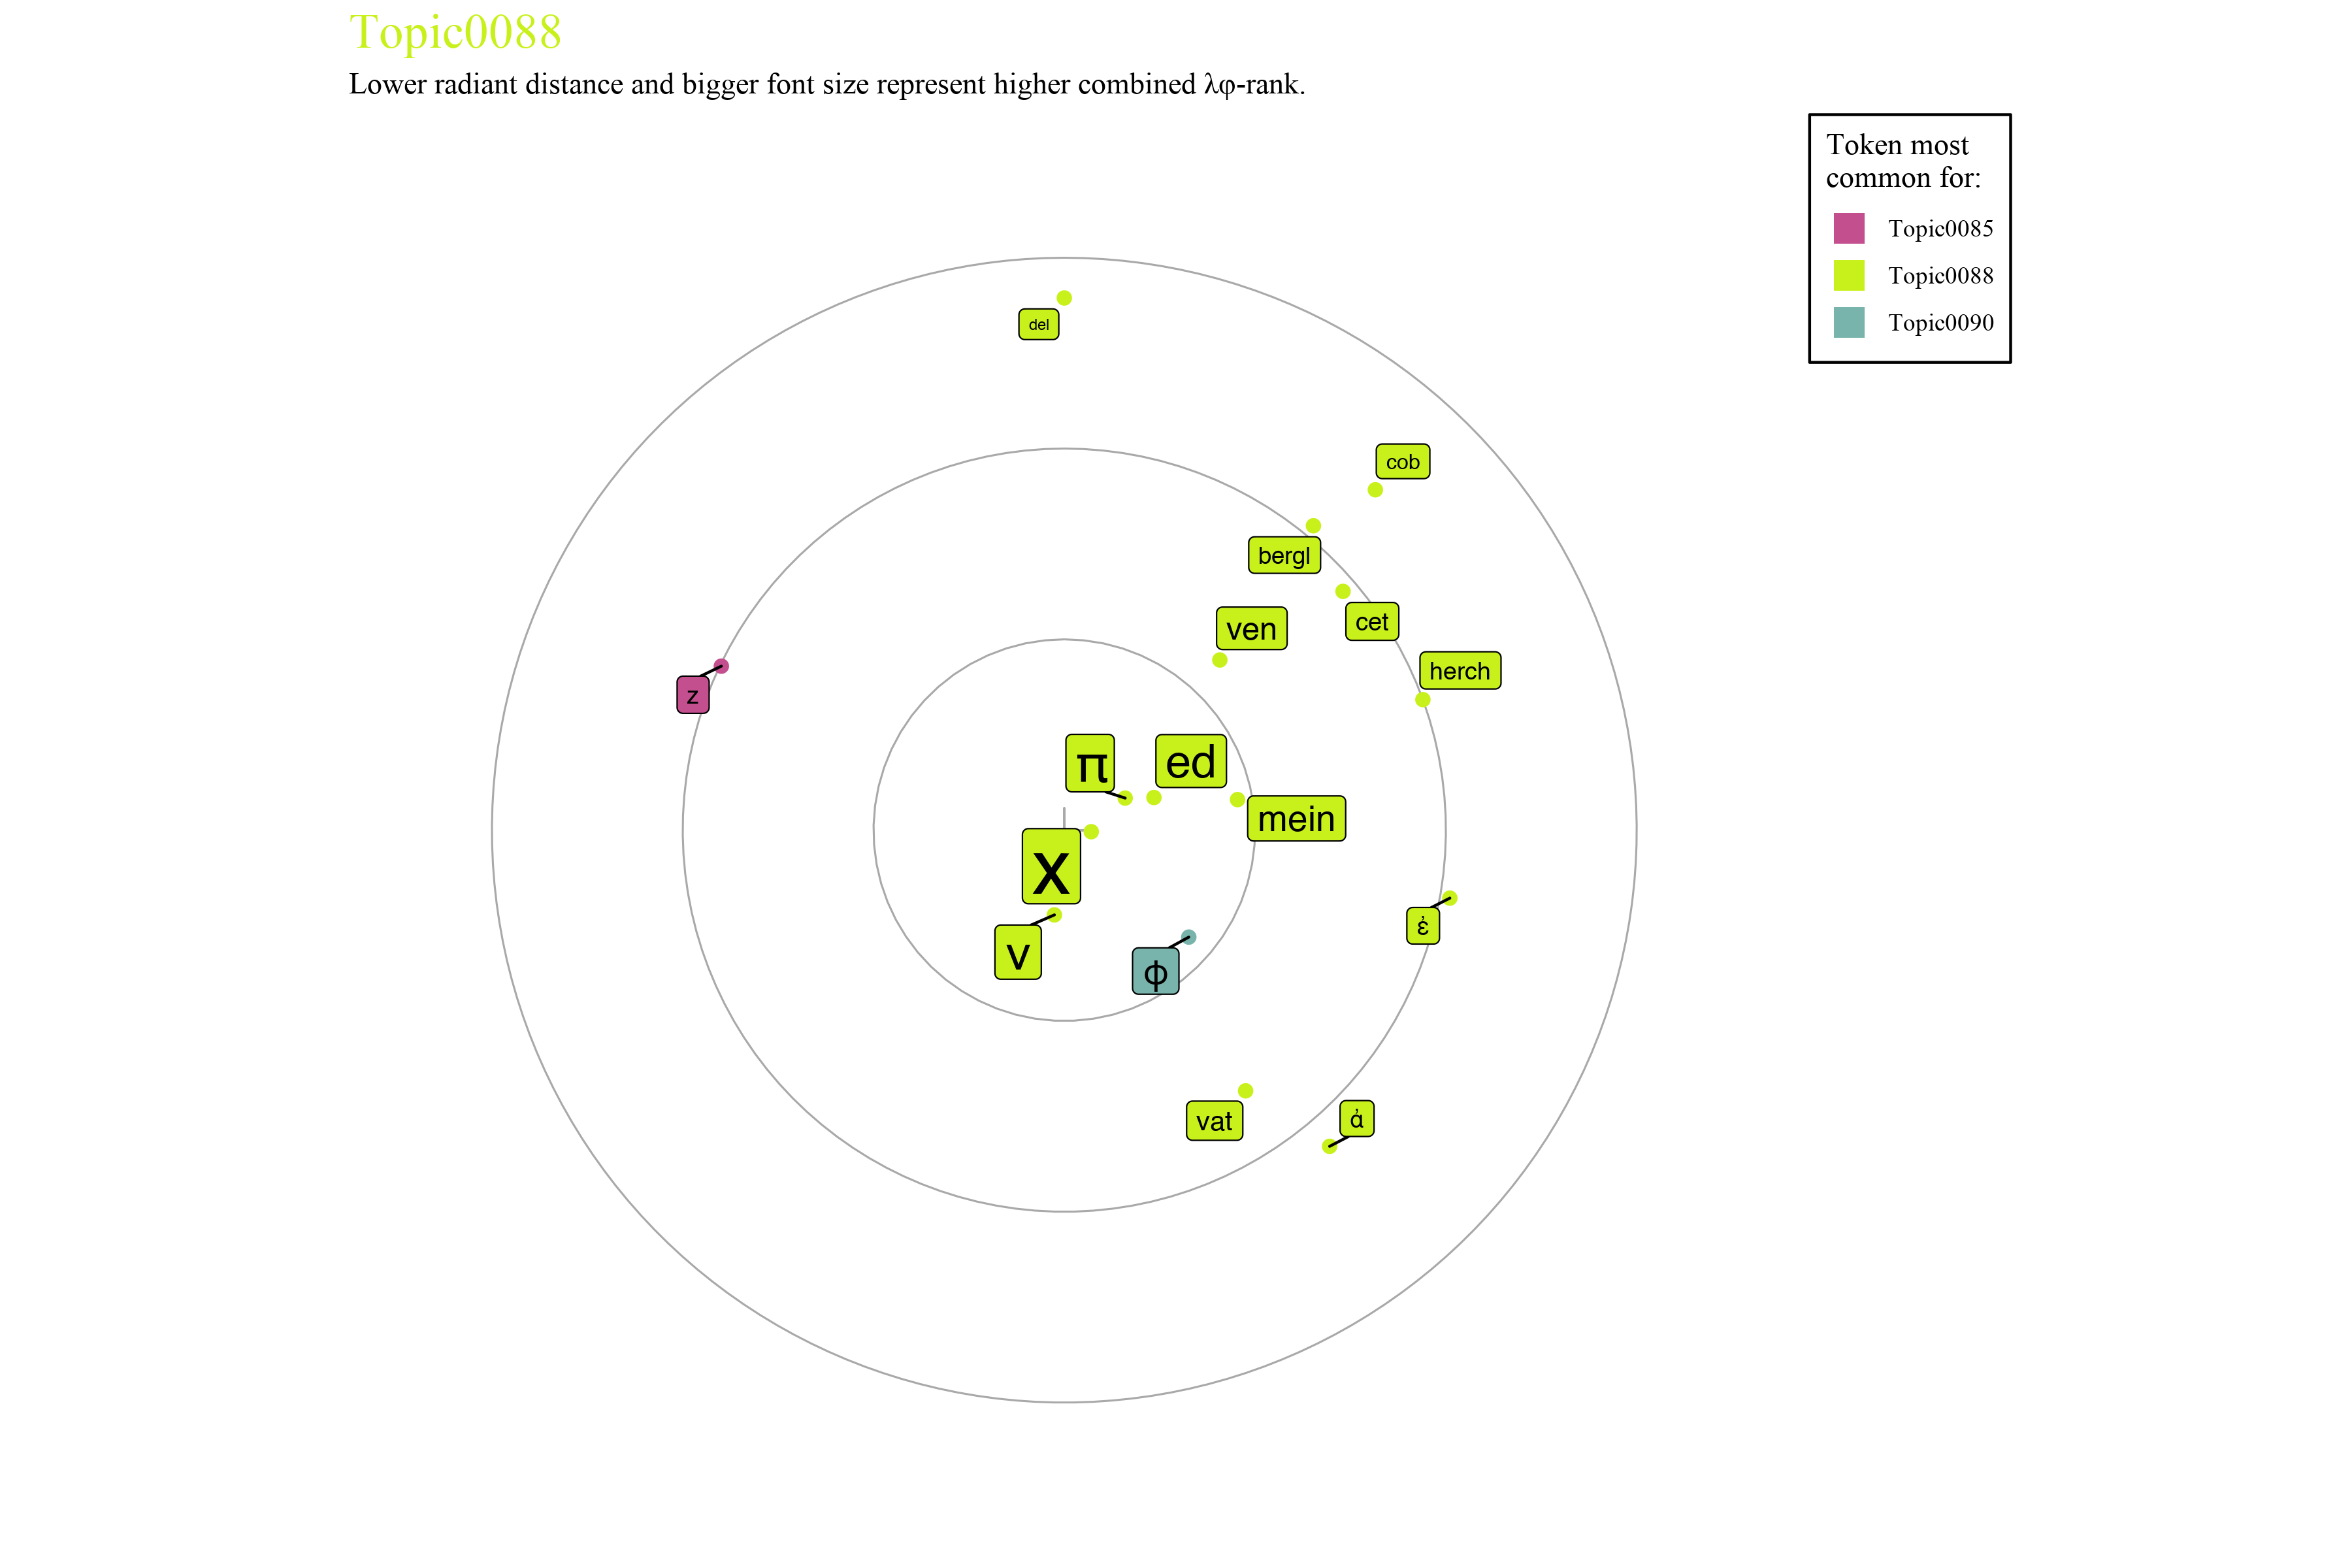 Topic0088
Lower radiant distance and bigger font size represent higher combined λφ-rank.
Token most
common for:
Topic0085
Topic0088
Topic0090
del
cob
bergl
cet
ven
herch
z
π
ed
mein
x
v
φ
ἐ
vat
ἀ